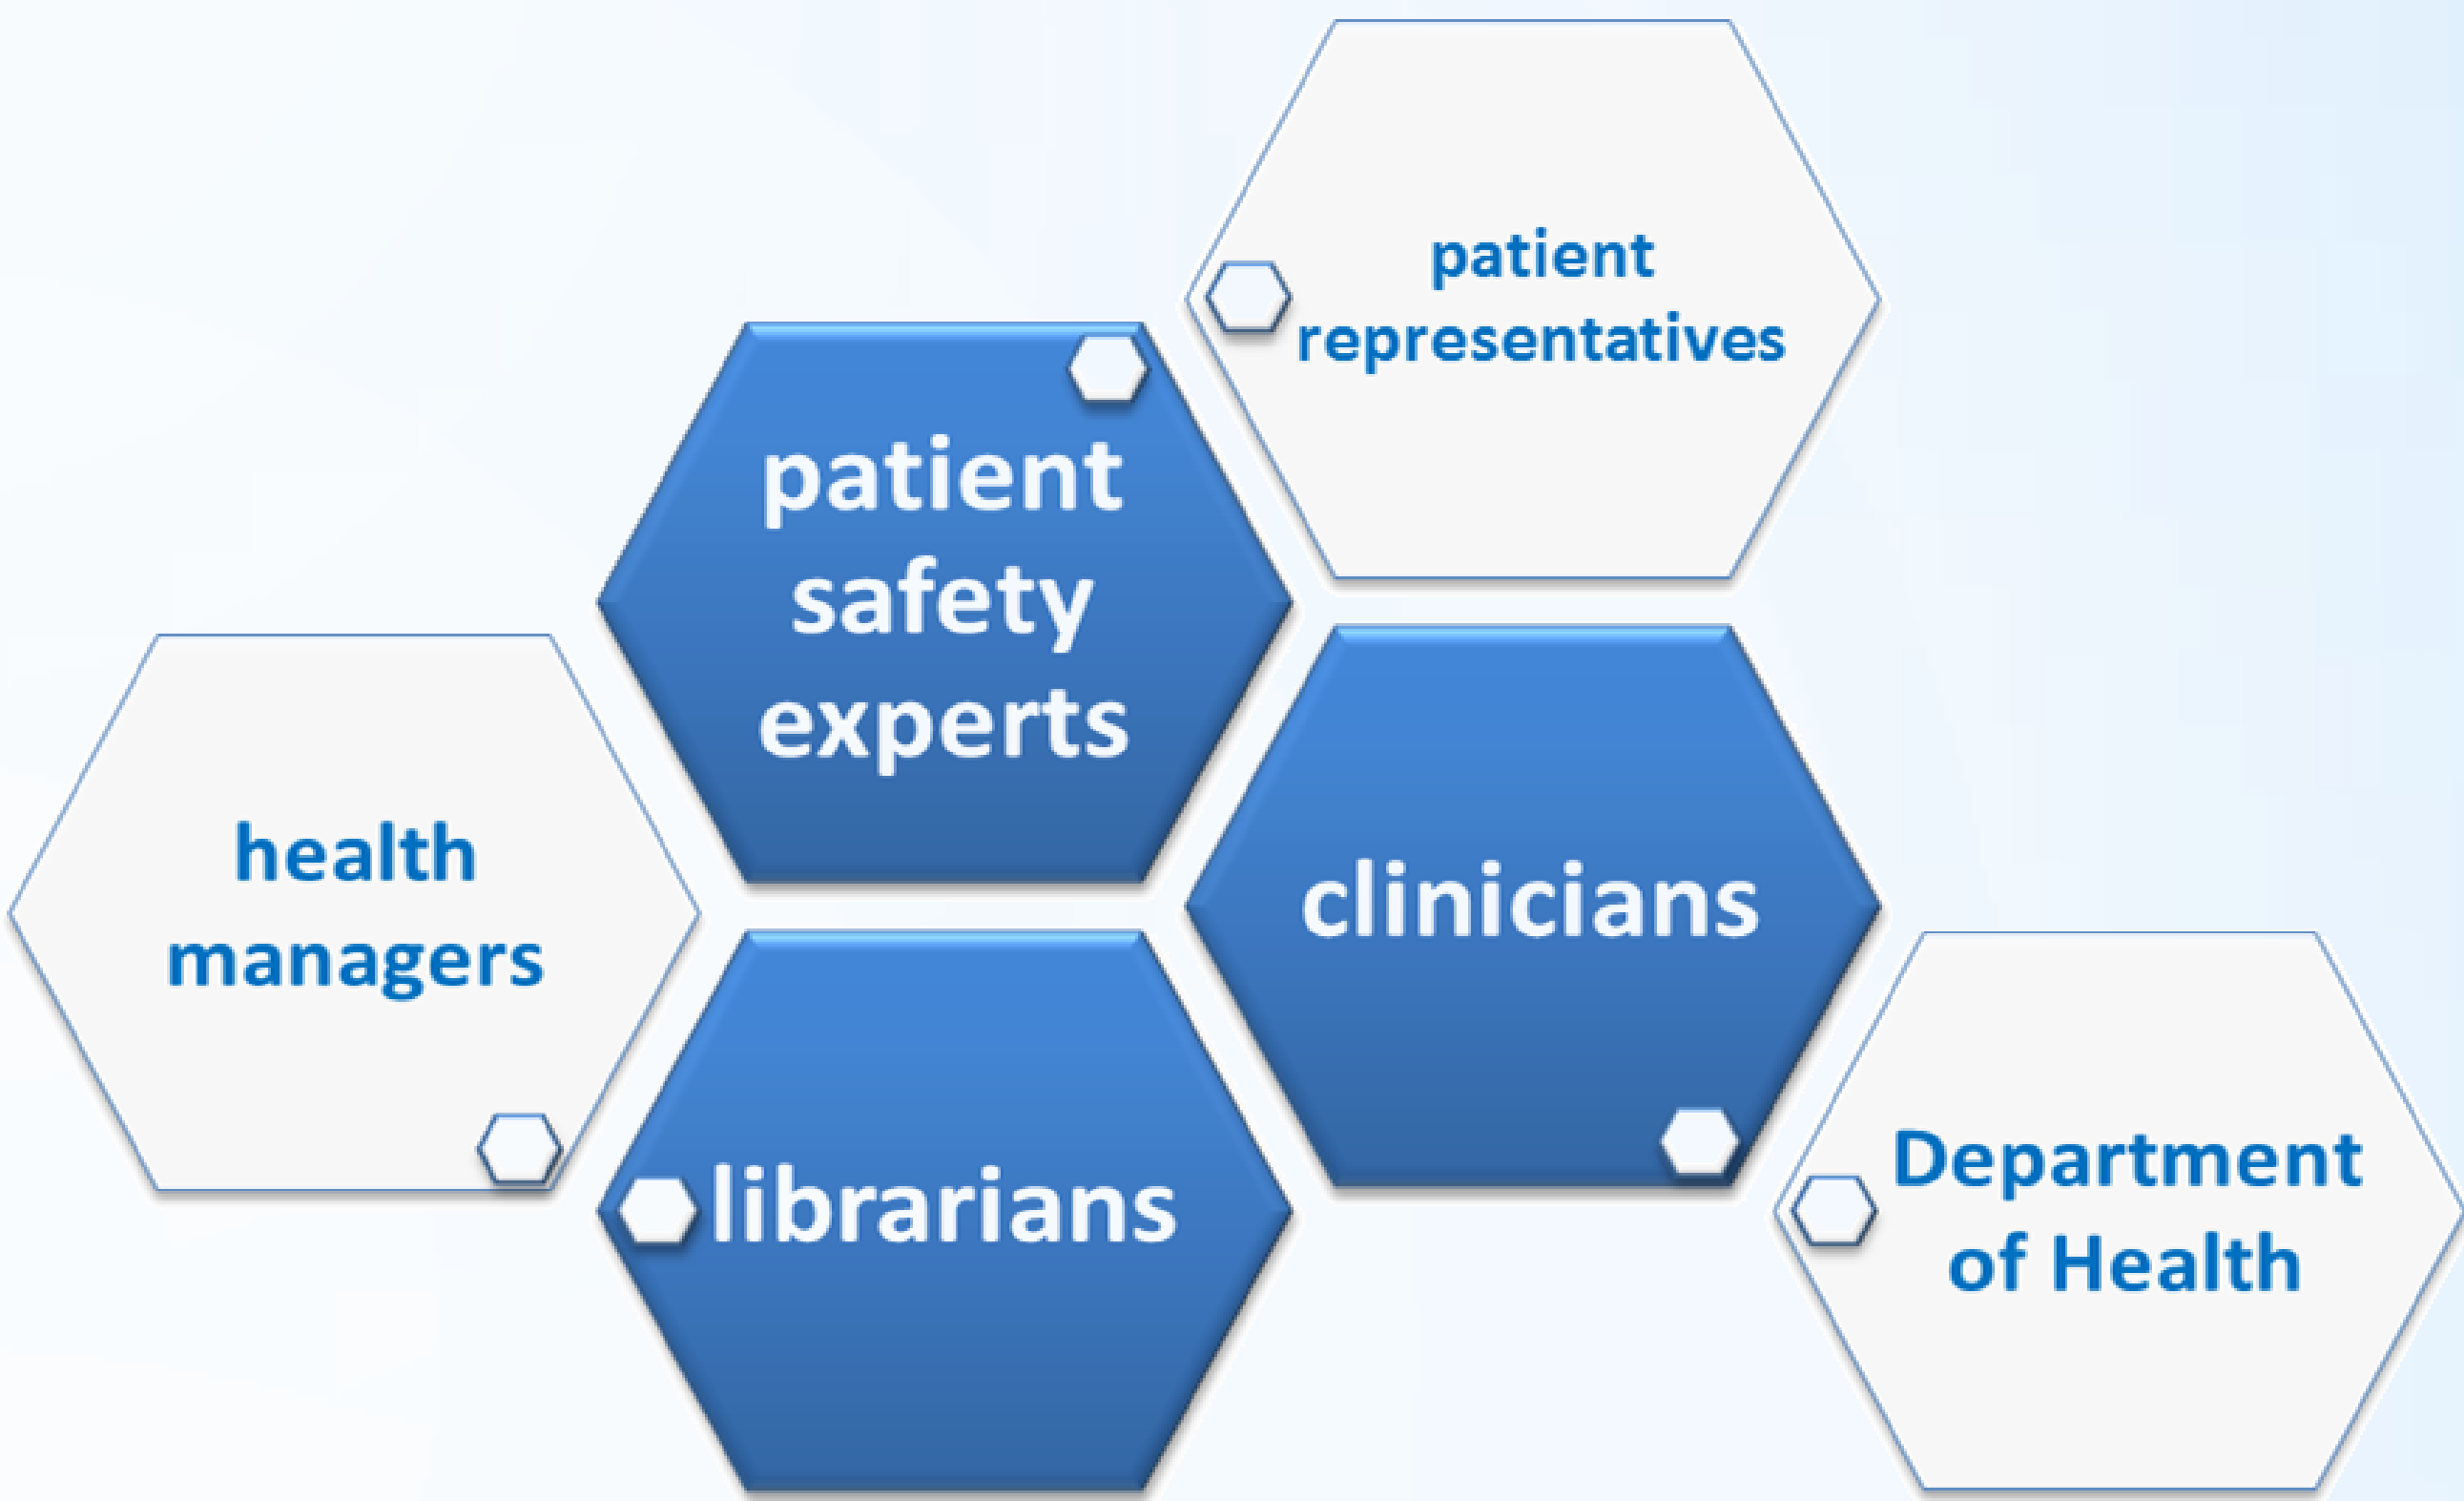 patient
representatives
patient
safety
experts
health
managers
clinicians
librarians
Department
of Health